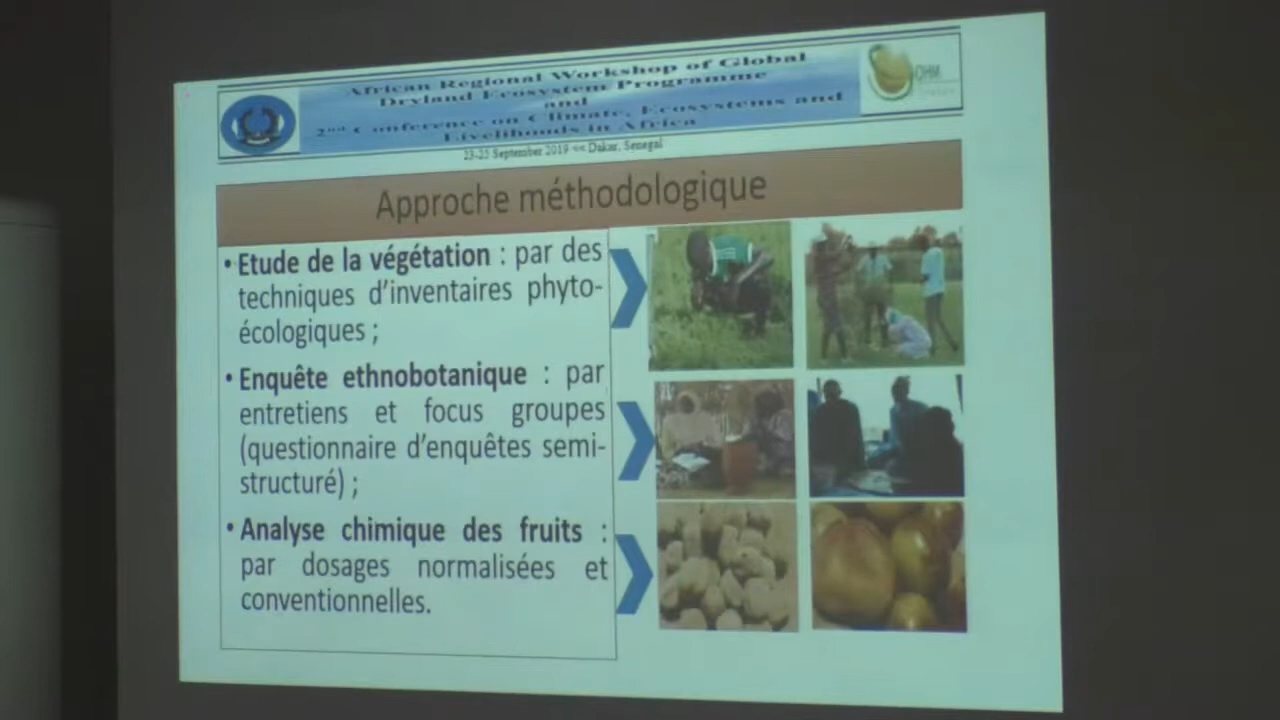 African Regional Workshop of Global
Dryland Ecosystem Programme
and
2nd Conference on Climate, Ecosystems and
Livelihoods in Africa
23-25 September 2019 << Dakar, Senegal
OHM
Approche méthodologique
• Etude de la végétation : par des
techniques d'inventaires phyto-
écologiques ;
• Enquête ethnobotanique : par
entretiens et focus groupes
(questionnaire d'enquêtes semi-
structuré) ;
• Analyse chimique des fruits :
par dosages normalisées et
conventionnelles.